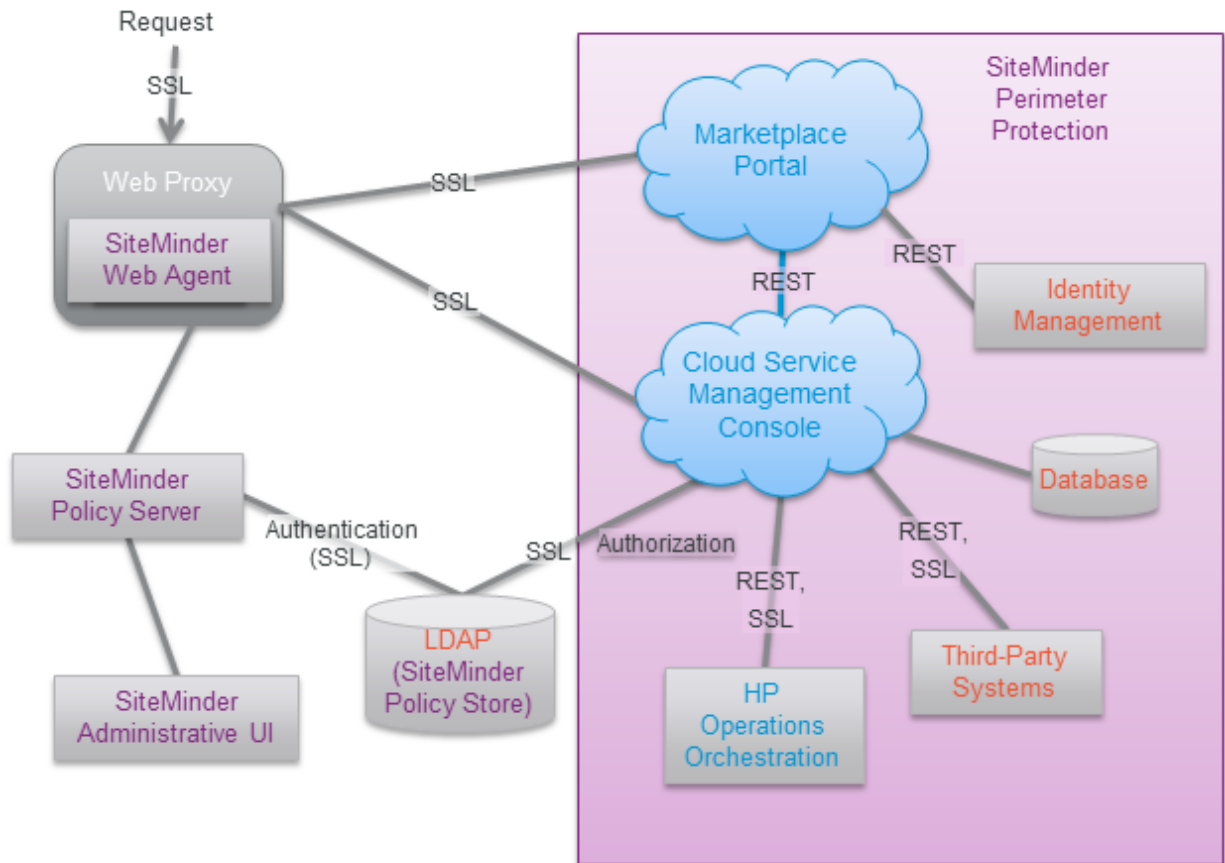 Request
SSL
Web Proxy
SiteMinder
Web Agent
SiteMinder
Perimeter
Protection
Marketplace
Portal
SSL
REST
REST
Identity
Management
SSL
Cloud Service
Management
Console
SiteMinder
Policy Server
Database
Authentication
(SSL)
SSL
Authorization
REST,
SSL
REST,
SSL
LDAP
(SiteMinder
Policy Store)
Third-Party
Systems
SiteMinder
Administrative UI
HP
Operations
Orchestration